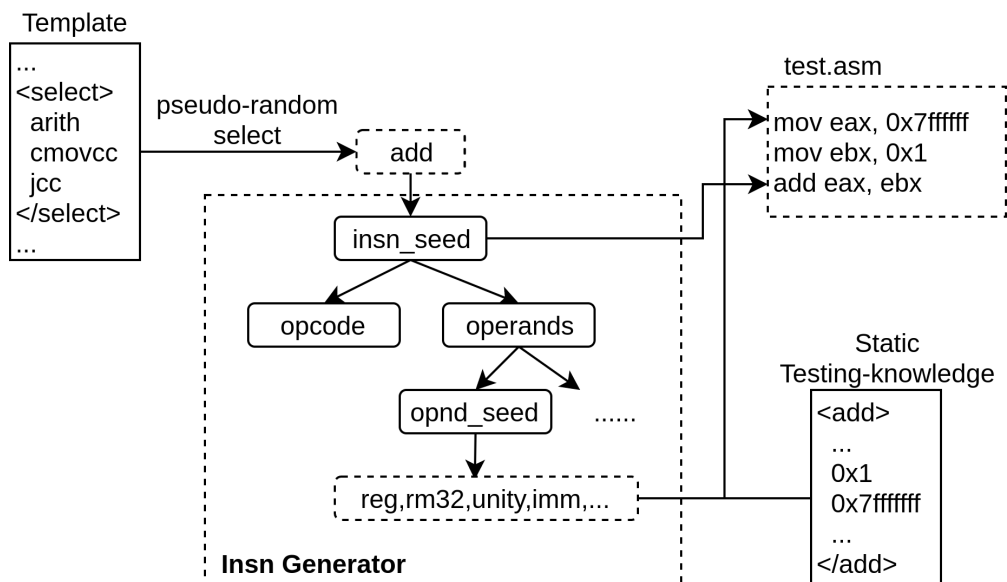 Template
...
<select>
arith
cmovcc
jcc
</select>
...
pseudo-random
select
add
insn_seed
opcode
operands
opnd_seed
......
reg,rm32,unity,imm,...
Insn Generator
test.asm
mov eax, 0x7ffffff
mov ebx, 0x1
add eax, ebx
Static
Testing-knowledge
<add>
...
0x1
0x7fffffff
...
</add>